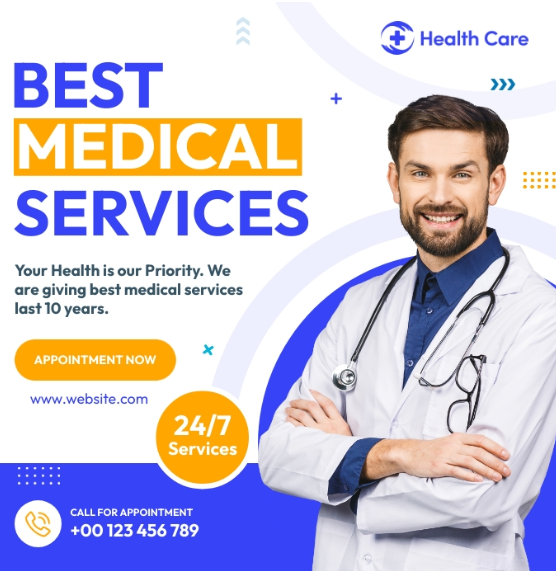 Health Care
BEST
MEDICAL
SERVICES
Your Health is our Priority. We
are giving best medical services
last 10 years.
APPOINTMENT NOW
www.website.com
24/7
Services
CALL FOR APPOINTMENT
+00 123 456 789